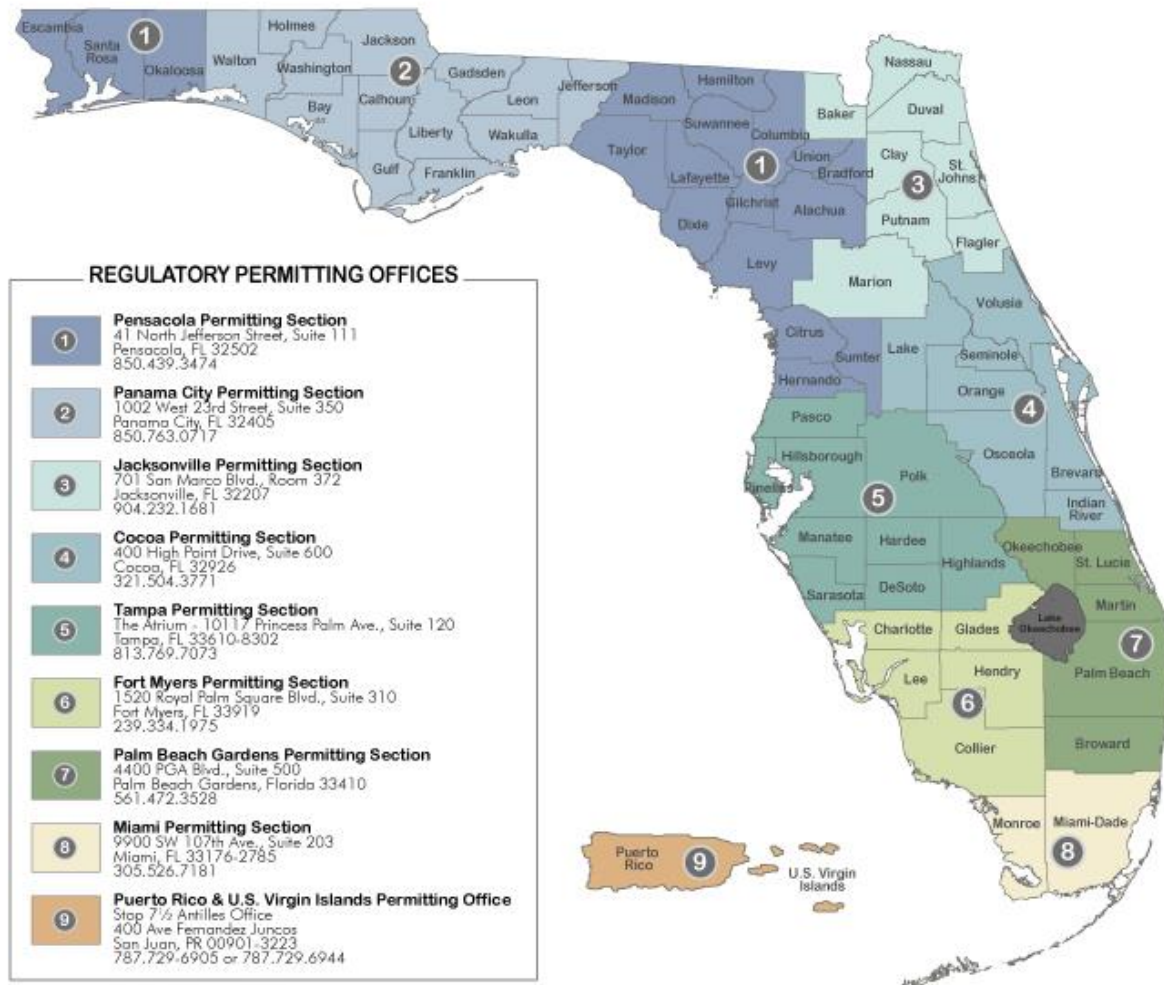 Escambia
Santa
Rosa
1
Okaloosa
Walton
Holmes
Washington
Bay
Jackson
2
Calhoun
Gulf
Gadsden
Liberty
Franklin
Leon
Wakulla
Jefferson
Madison
Taylor
Hamilton
Suwannee
Lafayette
Dixie
Columbia
1
Gilchrist
Union
Bradford
Alachua
Levy
Baker
Nassau
Duval
Clay
St.
Johns
3
Putnam
Flagler
Marion
Citrus
Sumter
Hernando
Lake
Volusia
Seminole
Orange
4
Osceola
Brevard
Indian
River
Pasco
Hillsborough
Pinellas
Polk
5
Manatee
Hardee
Highlands
Sarasota
DeSoto
Okeechobee
St. Lucie
Martin
Lake
Okeechobee
7
Palm Beach
Broward
Charlotte
Glades
Lee
Hendry
6
Collier
Monroe
Miami-Dade
8
Puerto
Rico
9
U.S. Virgin
Islands
REGULATORY PERMITTING OFFICES
1
Pensacola Permitting Section
41 North Jefferson Street, Suite 111
Pensacola, FL 32502
850.439.3474
2
Panama City Permitting Section
1002 West 23rd Street, Suite 350
Panama City, FL 32405
850.763.0717
3
Jacksonville Permitting Section
701 San Marco Blvd., Room 372
Jacksonville, FL 32207
904.232.1681
4
Cocoa Permitting Section
400 High Point Drive, Suite 600
Cocoa, FL 32926
321.504.3771
5
Tampa Permitting Section
The Atrium - 10117 Princess Palm Ave., Suite 120
Tampa, FL 33610-8302
813.769.7073
6
Fort Myers Permitting Section
1520 Royal Palm Square Blvd., Suite 310
Fort Myers, FL 33919
239.334.1975
7
Palm Beach Gardens Permitting Section
4400 PGA Blvd., Suite 500
Palm Beach Gardens, Florida 33410
561.472.3528
8
Miami Permitting Section
9900 SW 107th Ave., Suite 203
Miami, FL 33176-2785
305.526.7181
9
Puerto Rico & U.S. Virgin Islands Permitting Office
Stop 7½ Antilles Office
400 Ave Fernandez Juncos
San Juan, PR 00901-3223
787.729-6905 or 787.729.6944